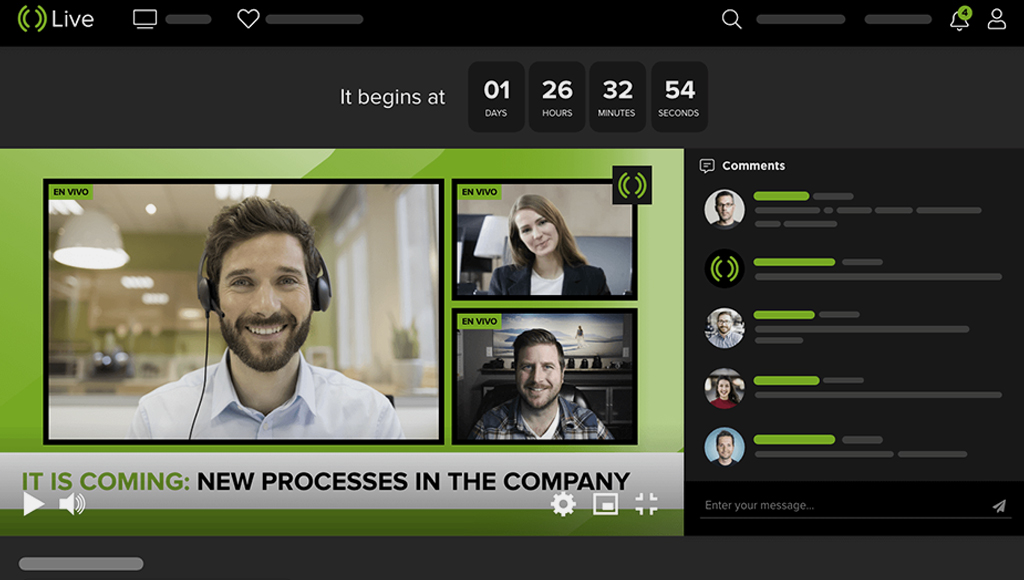 Live
4
It begins at
01 26 32 54
DAYS HOURS MINUTES SECONDS
EN VIVO
EN VIVO
EN VIVO
IT IS COMING: NEW PROCESSES IN THE COMPANY
Comments
Enter your message...